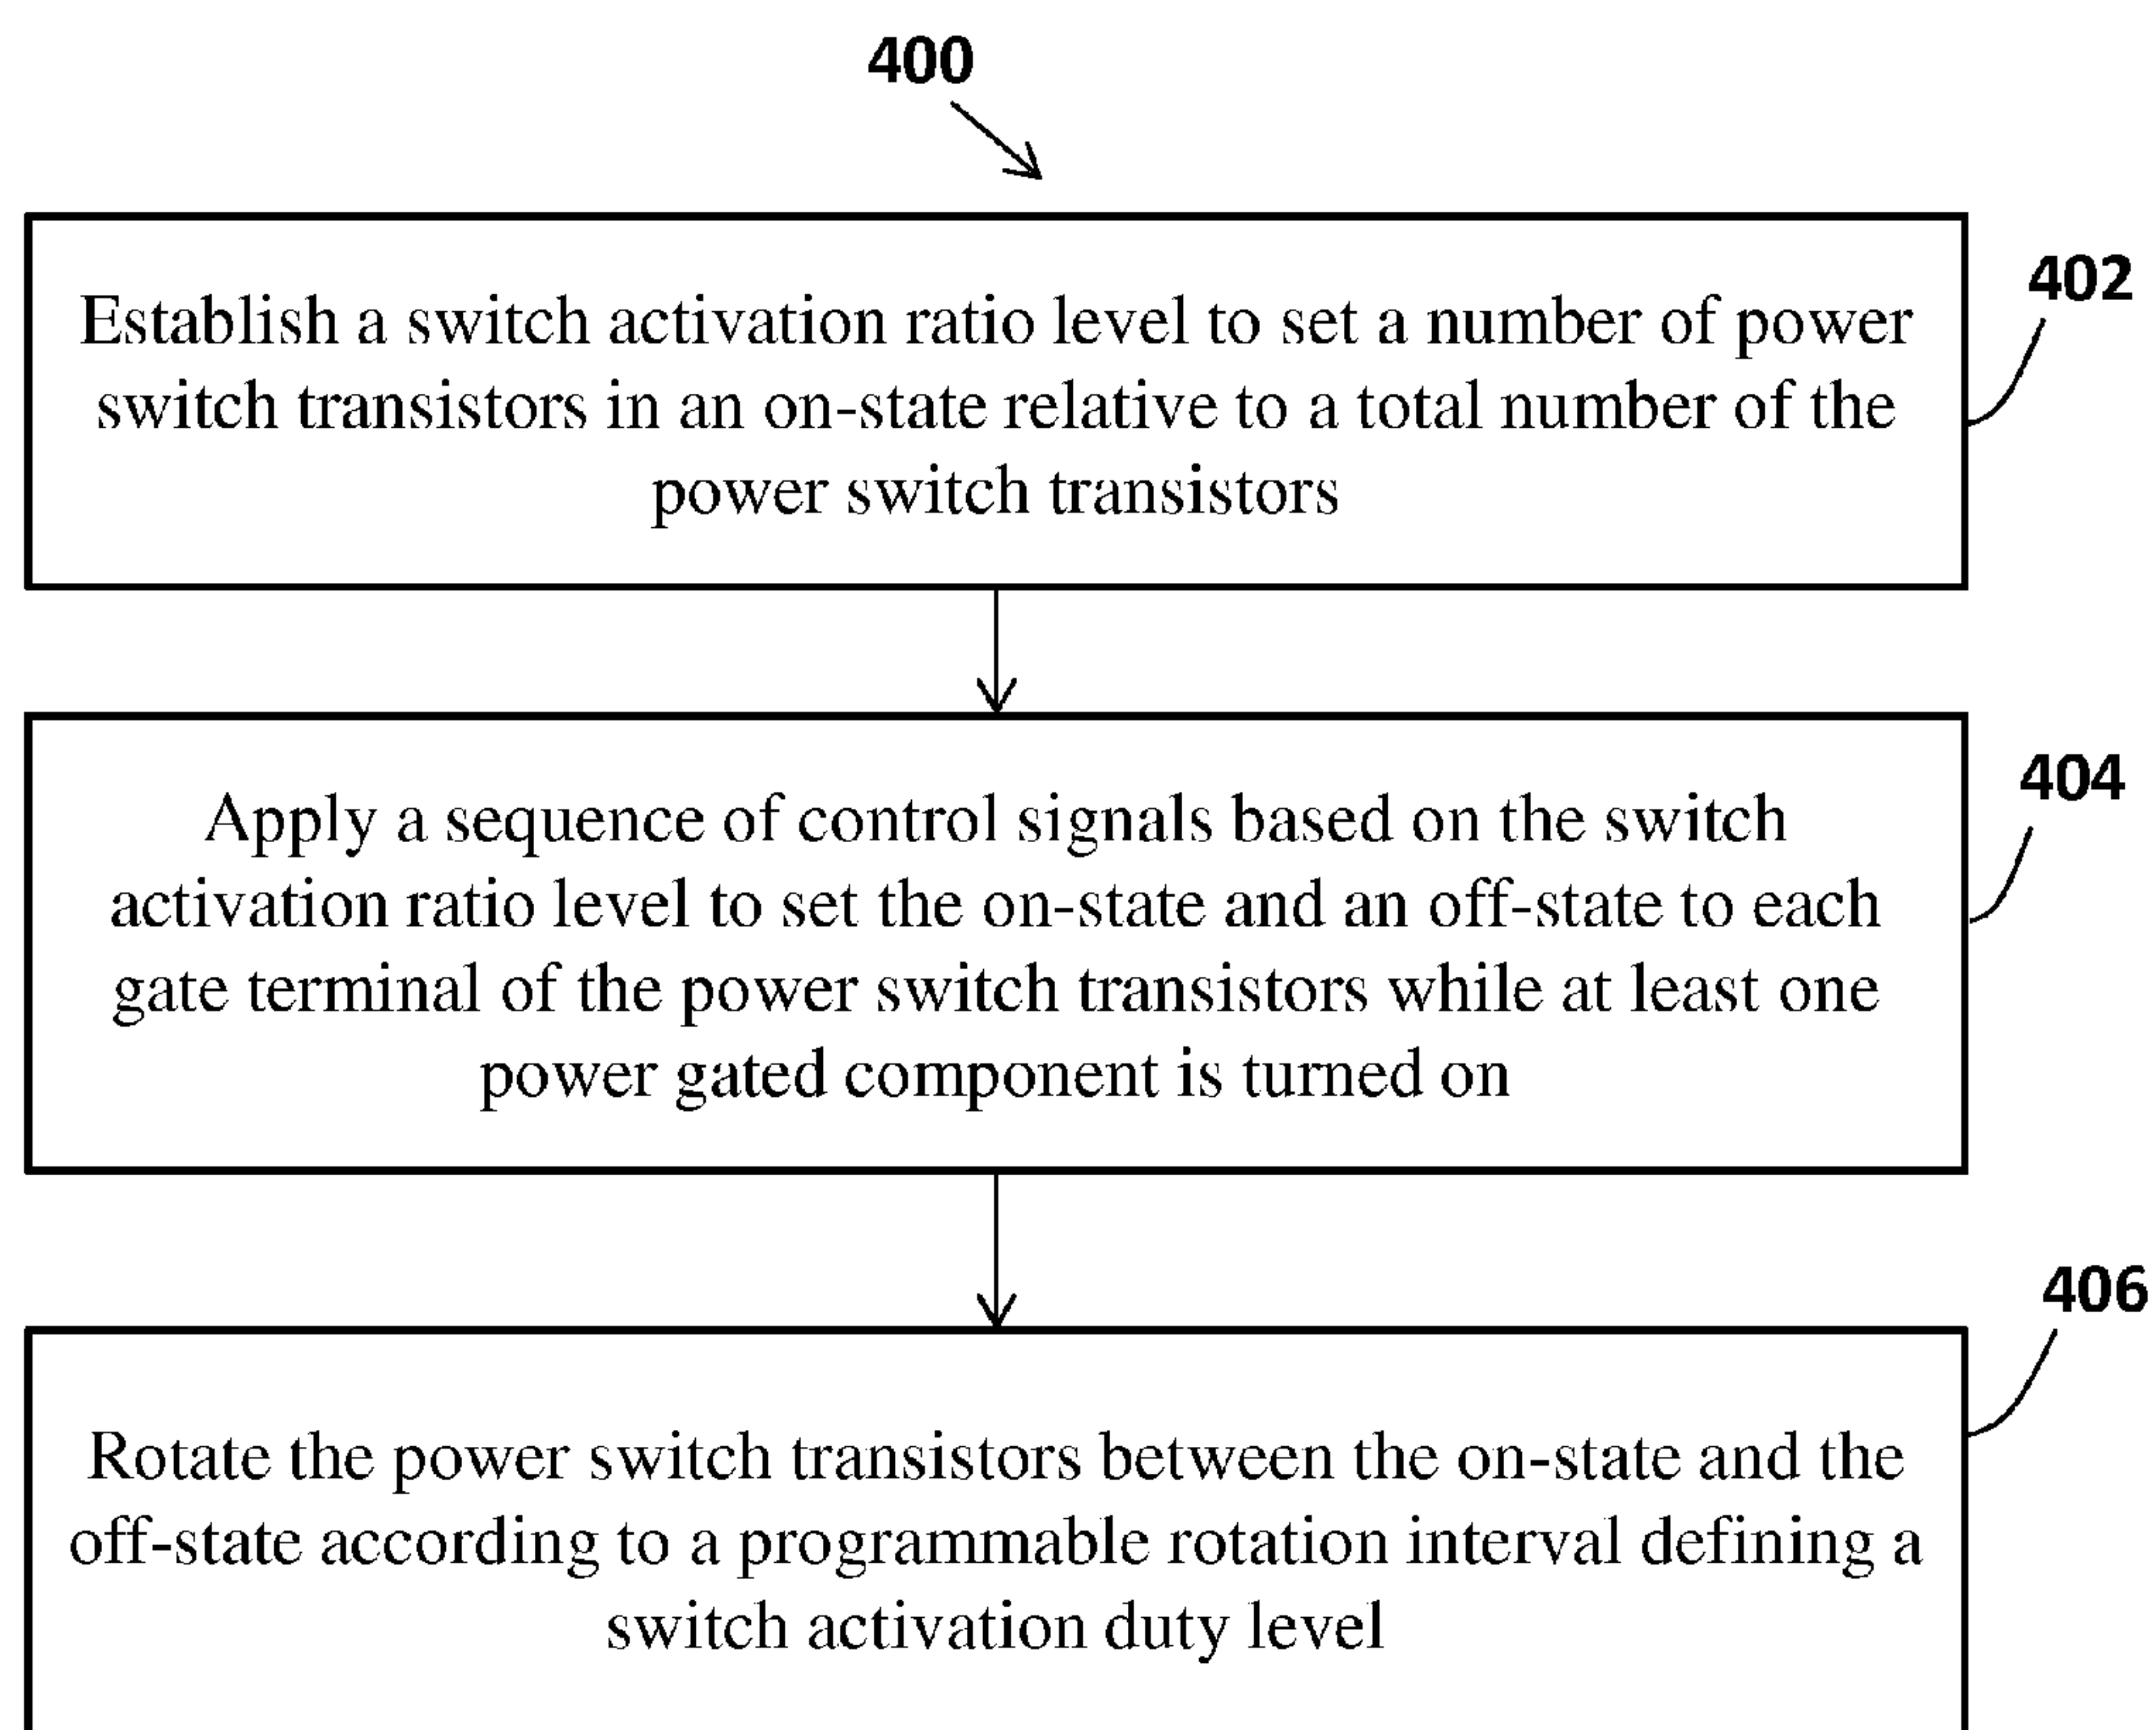 400
402
Establish a switch activation ratio level to set a number of power
switch transistors in an on-state relative to a total number of the
power switch transistors
404
Apply a sequence of control signals based on the switch
activation ratio level to set the on-state and an off-state to each
gate terminal of the power switch transistors while at least one
power gated component is turned on
406
Rotate the power switch transistors between the on-state and the
off-state according to a programmable rotation interval defining a
switch activation duty level